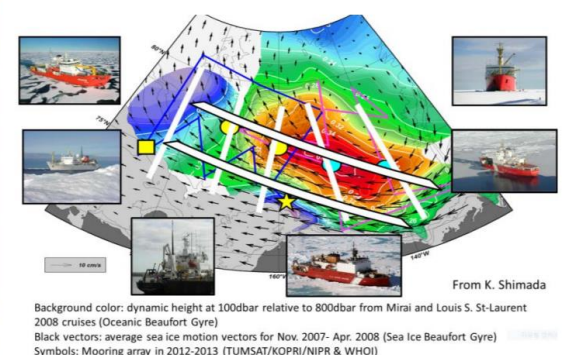 80°N
75°N
10 cm/s
160°W
140°W
From K. Shimada
Background color: dynamic height at 100dbar relative to 800dbar from Mirai and Louis S. St-Laurent
2008 cruises (Oceanic Beaufort Gyre)
Black vectors: average sea ice motion vectors for Nov. 2007- Apr. 2008 (Sea Ice Beaufort Gyre)
Symbols: Mooring array in 2012-2013 (TUMSAT/KOPRI/NIPR & WHOI)